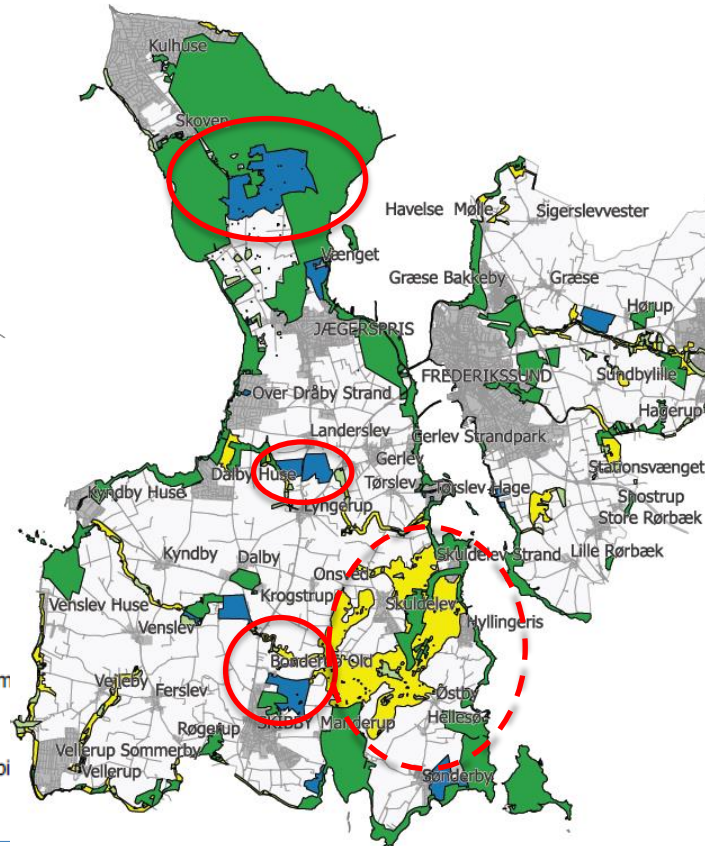 Kulhuse
Skoven
Havelse Mølle
Sigerslevvester
Vænget
Græse Bakkeby
Græse
Hørup
JÆGERSPRIS
FREDERIKSSUND
Sundbylille
Over Dråby Strand
Hagerup
Landerslev
Gerlev Strandpark
Gerlev
Stationsvænget
Dalby Huse
Tørslev
Tørslev Hage
Kyndby Huse
Lyngerup
Store Rørbæk
Kyndby
Dalby
Skuldelev Strand
Lille Rørbæk
Onsved
Venslev Huse
Krogstrup
Skuldelev
Hyllingeris
Venslev
Vejleby
Ferslev
Østby
SKIBBY
Manderup
Hellesø
Røgerup
Vellerup Sommerby
Vellerup
Sønderby